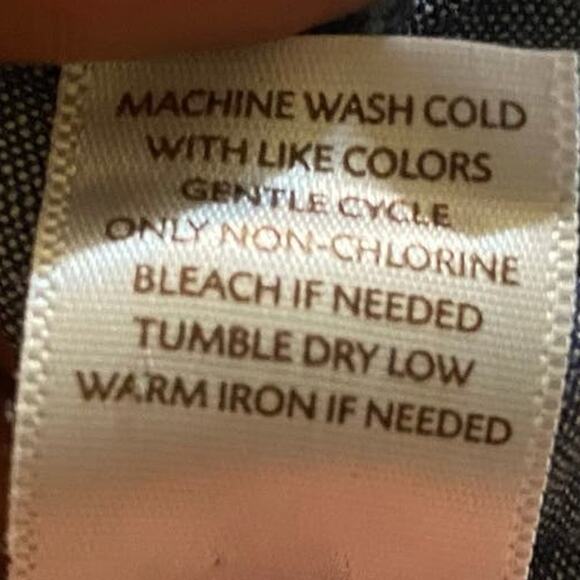 MACHINE WASH COLD
WITH LIKE COLORS
GENTLE CYCLE
ONLY NON-CHLORINE
BLEACH IF NEEDED
TUMBLE DRY LOW
WARM IRON IF NEEDED